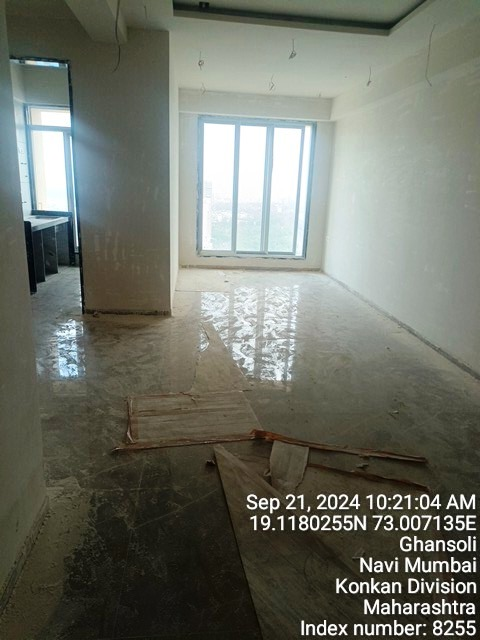 Sep 21, 2024 10:21:04 AM
19.1180255N 73.007135E
Ghansoli
Navi Mumbai
Konkan Division
Maharashtra
Index number: 8255